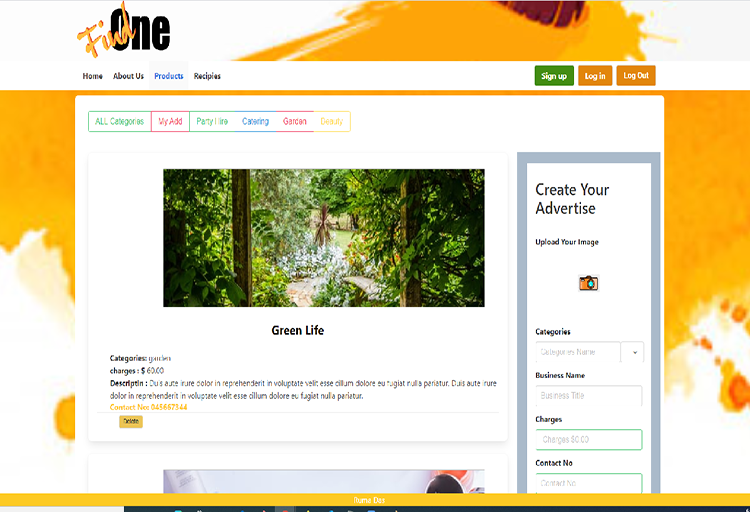 Find One
Home About Us Products Recipies Sign up Log in Log Out
ALL Categories My Add Party Hire Catering Garden Beauty
Green Life
Categories: garden
charges : $ 60.00
Descriptin : Duis aute irure dolor in reprehenderit in voluptate velit esse cillum dolore eu fugiat nulla pariatur. Duis aute irure
dolor in reprehenderit in voluptate velit esse cillum dolore eu fugiat nulla pariatur.
Contact No: 045667344
Delete
Create Your
Advertise
Upload Your Image
Categories
Categories Name
Business Name
Business Title
Charges
Charges $0.00
Contact No
Contact No
Ruma Das